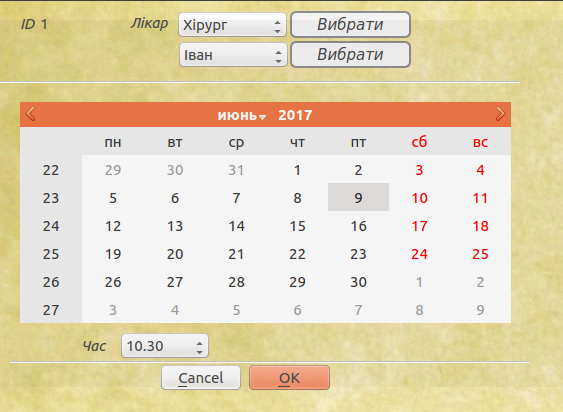 ID 1 Лікар Хірург Вибрати
Іван Вибрати
июнь 2017
пн вт ср чт пт сб вс
22 29 30 31 1 2 3 4
23 5 6 7 8 9 10 11
24 12 13 14 15 16 17 18
25 19 20 21 22 23 24 25
26 26 27 28 29 30 1 2
27 3 4 5 6 7 8 9
Час 10.30
Cancel OK